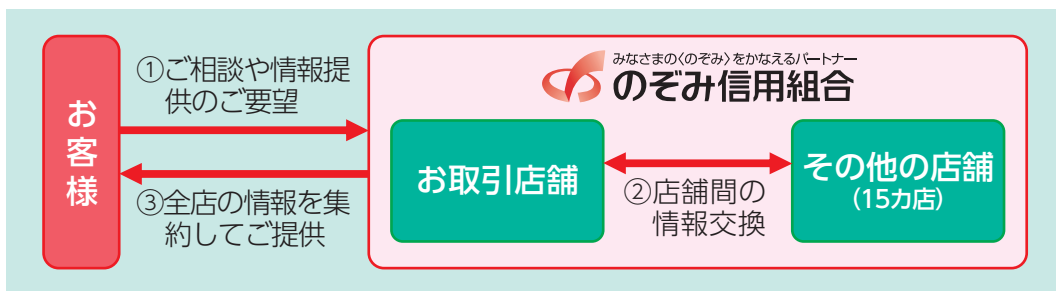 お客様
①ご相談や情報提
供のご要望
③全店の情報を集
約してご提供
みなさまの〈のぞみ〉をかなえるパートナー
のぞみ信用組合
お取引店舗
②店舗間の
情報交換
その他の店舗
(15カ店)